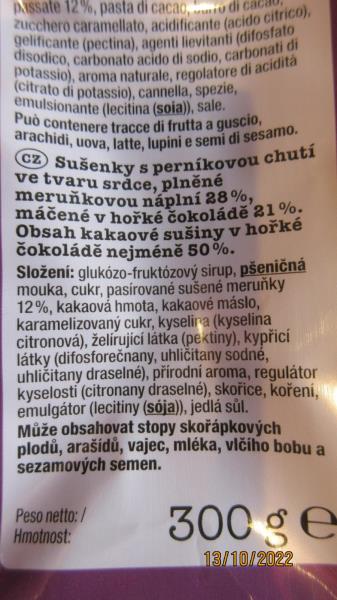 passate 12%, pasta di cacao, burro di cacao,
zucchero caramellato, acidificante (acido citrico),
gelificante (pectina), agenti lievitanti (difosfato
disodico, carbonato acido di sodio, carbonati di
potassio), aroma naturale, regolatore di acidità
(citrato di potassio), cannella, spezie,
emulsionante (lecitina (soia)), sale.
Può contenere tracce di frutta a guscio,
arachidi, uova, latte, lupini e semi di sesamo.
CZ Sušenky s perníkovou chutí
ve tvaru srdce, plněné
meruňkovou náplní 28%,
máčené v hořké čokoládě 21%.
Obsah kakaové sušiny v hořké
čokoládě nejméně 50%.
Složení: glukózo-fruktózový sirup, pšeničná
mouka, cukr, pasírované sušené meruňky
12%, kakaová hmota, kakaové máslo,
karamelizovaný cukr, kyselina (kyselina
citronová), želírující látka (pektiny), kypřicí
látky (difosforečnany, uhličitany sodné,
uhličitany draselné), přírodní aroma, regulátor
kyselosti (citronany draselné), skořice, koření,
emulgátor (lecitiny (sója)), jedlá sůl.
Může obsahovat stopy skořápkových
plodů, arašídů, vajec, mléka, vlčího bobu a
sezamových semen.
Peso netto: /
Hmotnost:
300 g e
13/10/2022